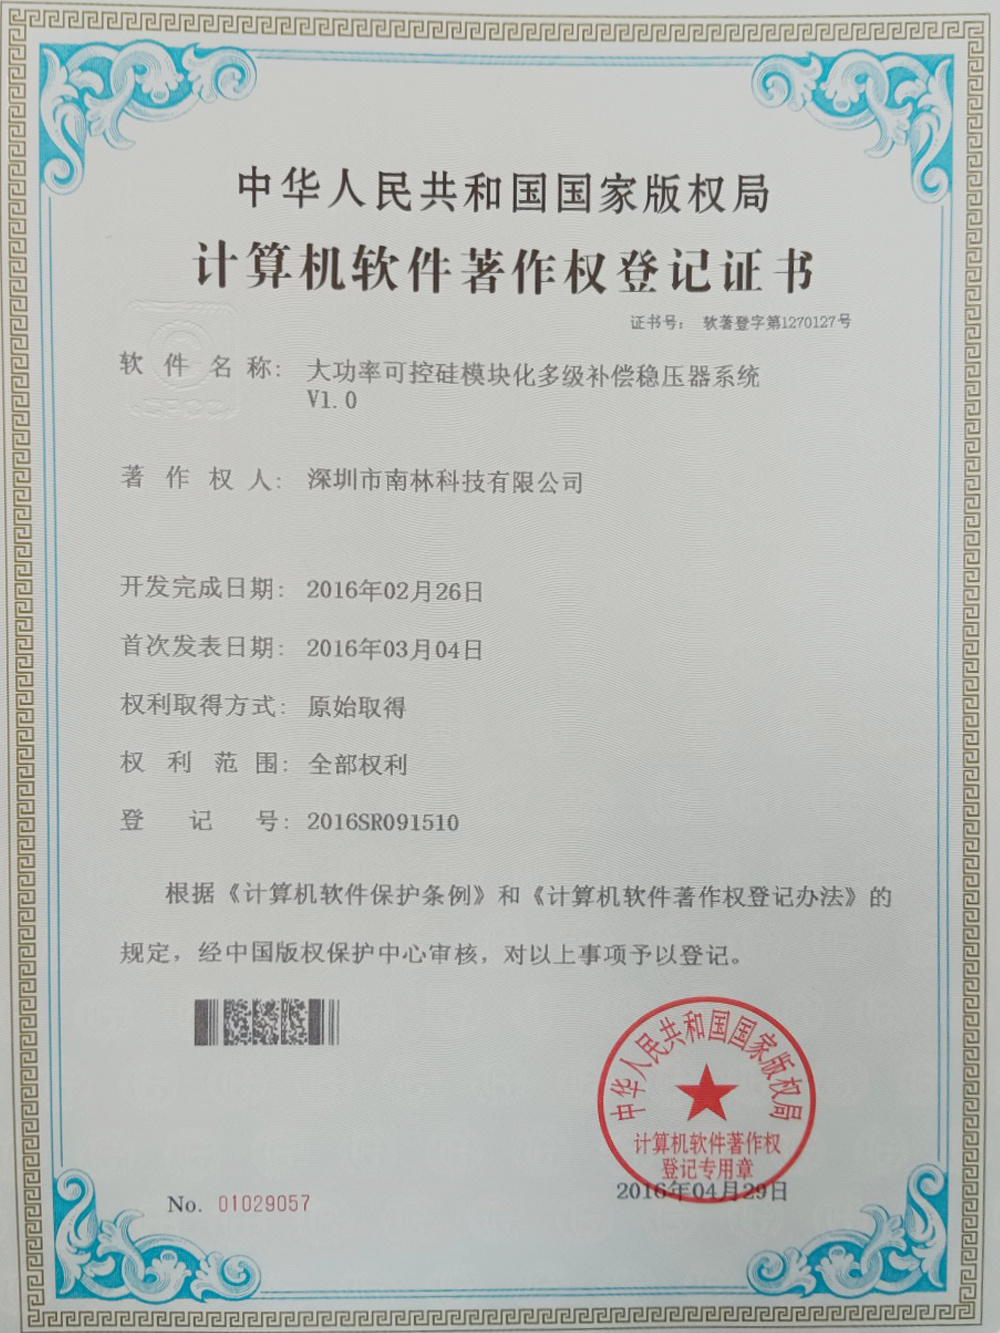 中华人民共和国国家版权局
计算机软件著作权登记证书
证书号： 软著登字第1270127号
软件名称： 大功率可控硅模块化多级补偿稳压器系统
V1.0
著作权人： 深圳市南林科技有限公司
开发完成日期： 2016年02月26日
首次发表日期： 2016年03月04日
权利取得方式： 原始取得
权利范围： 全部权利
登记号： 2016SR091510
根据《计算机软件保护条例》和《计算机软件著作权登记办法》的
规定，经中国版权保护中心审核，对以上事项予以登记。
中华人民共和国国家版权局
计算机软件著作权
登记专用章
2016年04月29日
No. 01029057